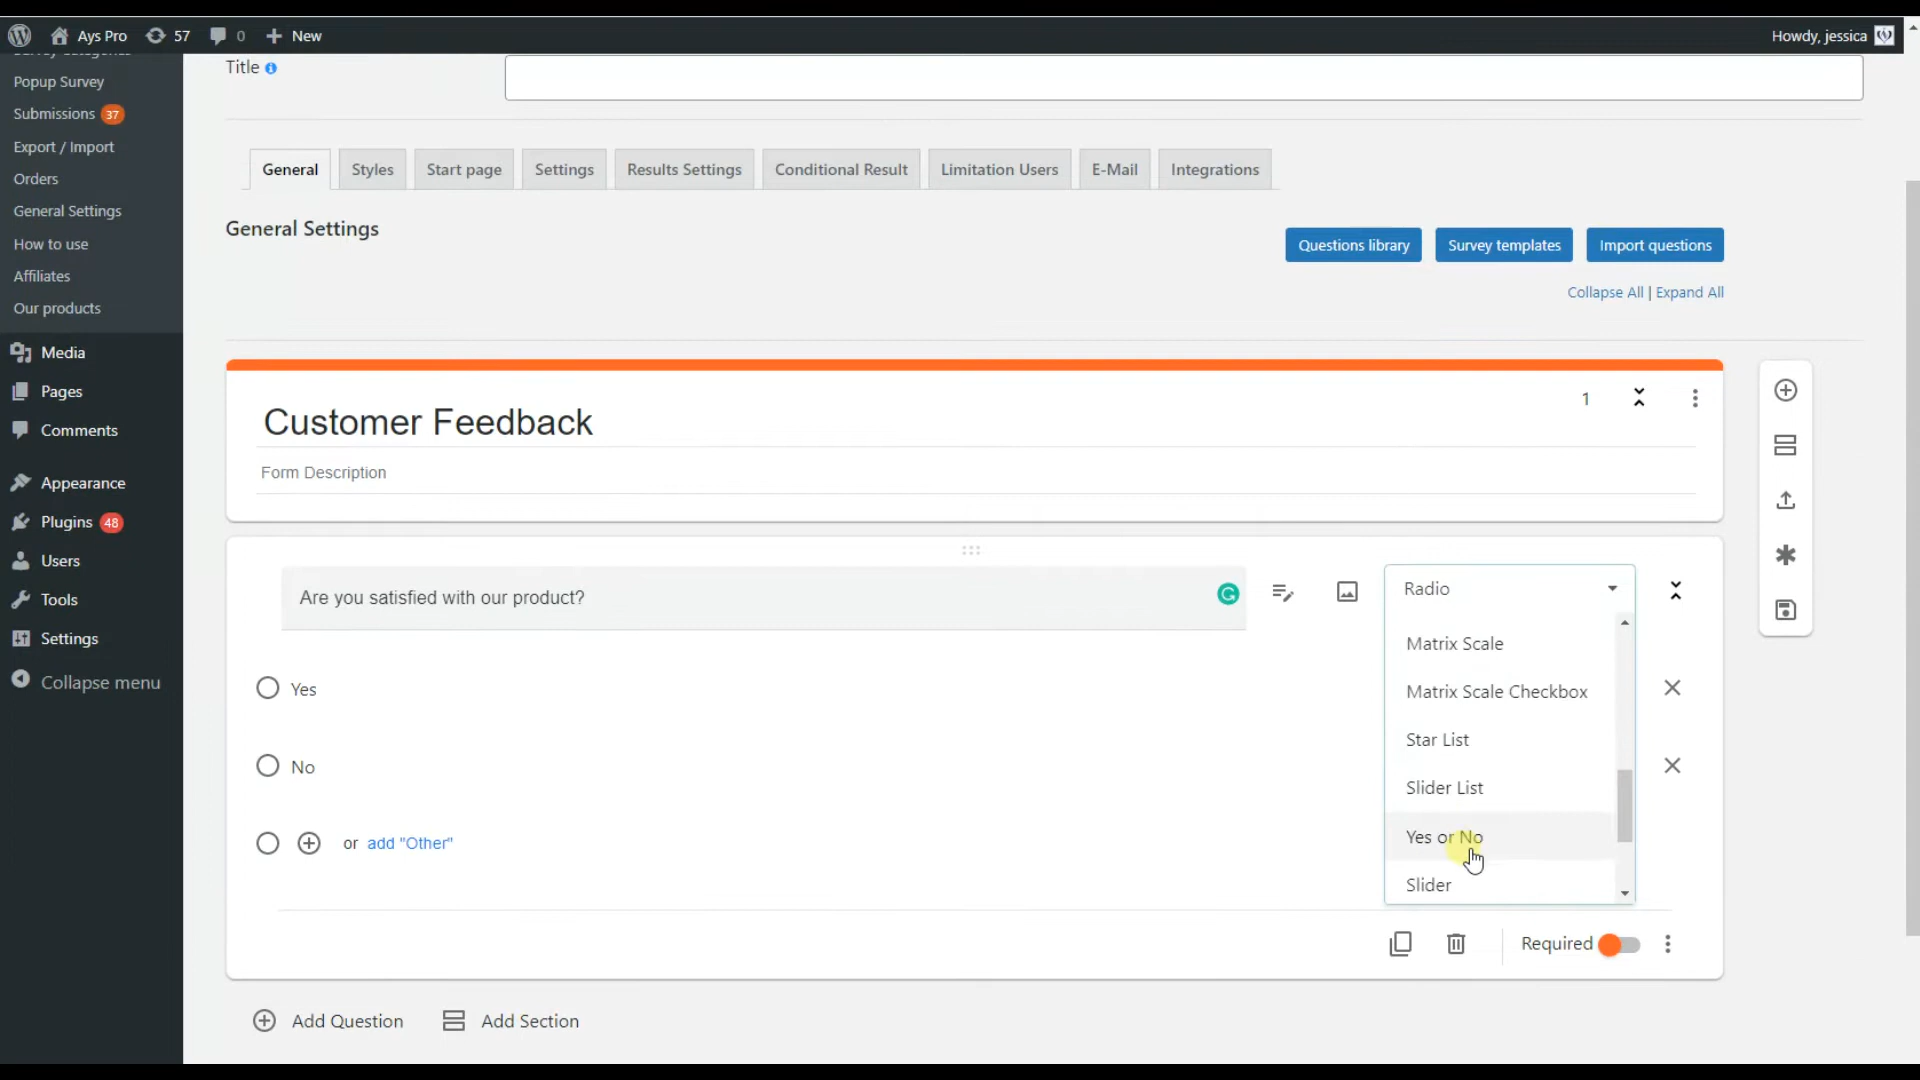 Ays Pro 57 0 New
Howdy, jessica
Survey Categories
Popup Survey
Submissions 37
Export / Import
Orders
General Settings
How to use
Affiliates
Our products
Media
Pages
Comments
Appearance
Plugins 48
Users
Tools
Settings
Collapse menu
Title
General Styles Start page Settings Results Settings Conditional Result Limitation Users E-Mail Integrations
General Settings
Questions library Survey templates Import questions
Collapse All | Expand All
Customer Feedback
1
Form Description
Are you satisfied with our product?
Radio
Matrix Scale
Matrix Scale Checkbox
Star List
Slider List
Yes or No
Slider
Yes
No
or add "Other"
Required
Add Question Add Section